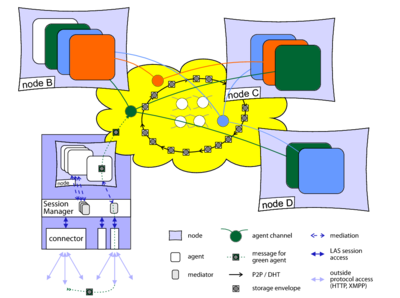 node B
node C
node D
node
Session
Manager
connector
node
agent
mediator
agent channel
message for
green agent
P2P / DHT
storage envelope
mediation
LAS session
access
outside
protocol access
(HTTP, XMPP)